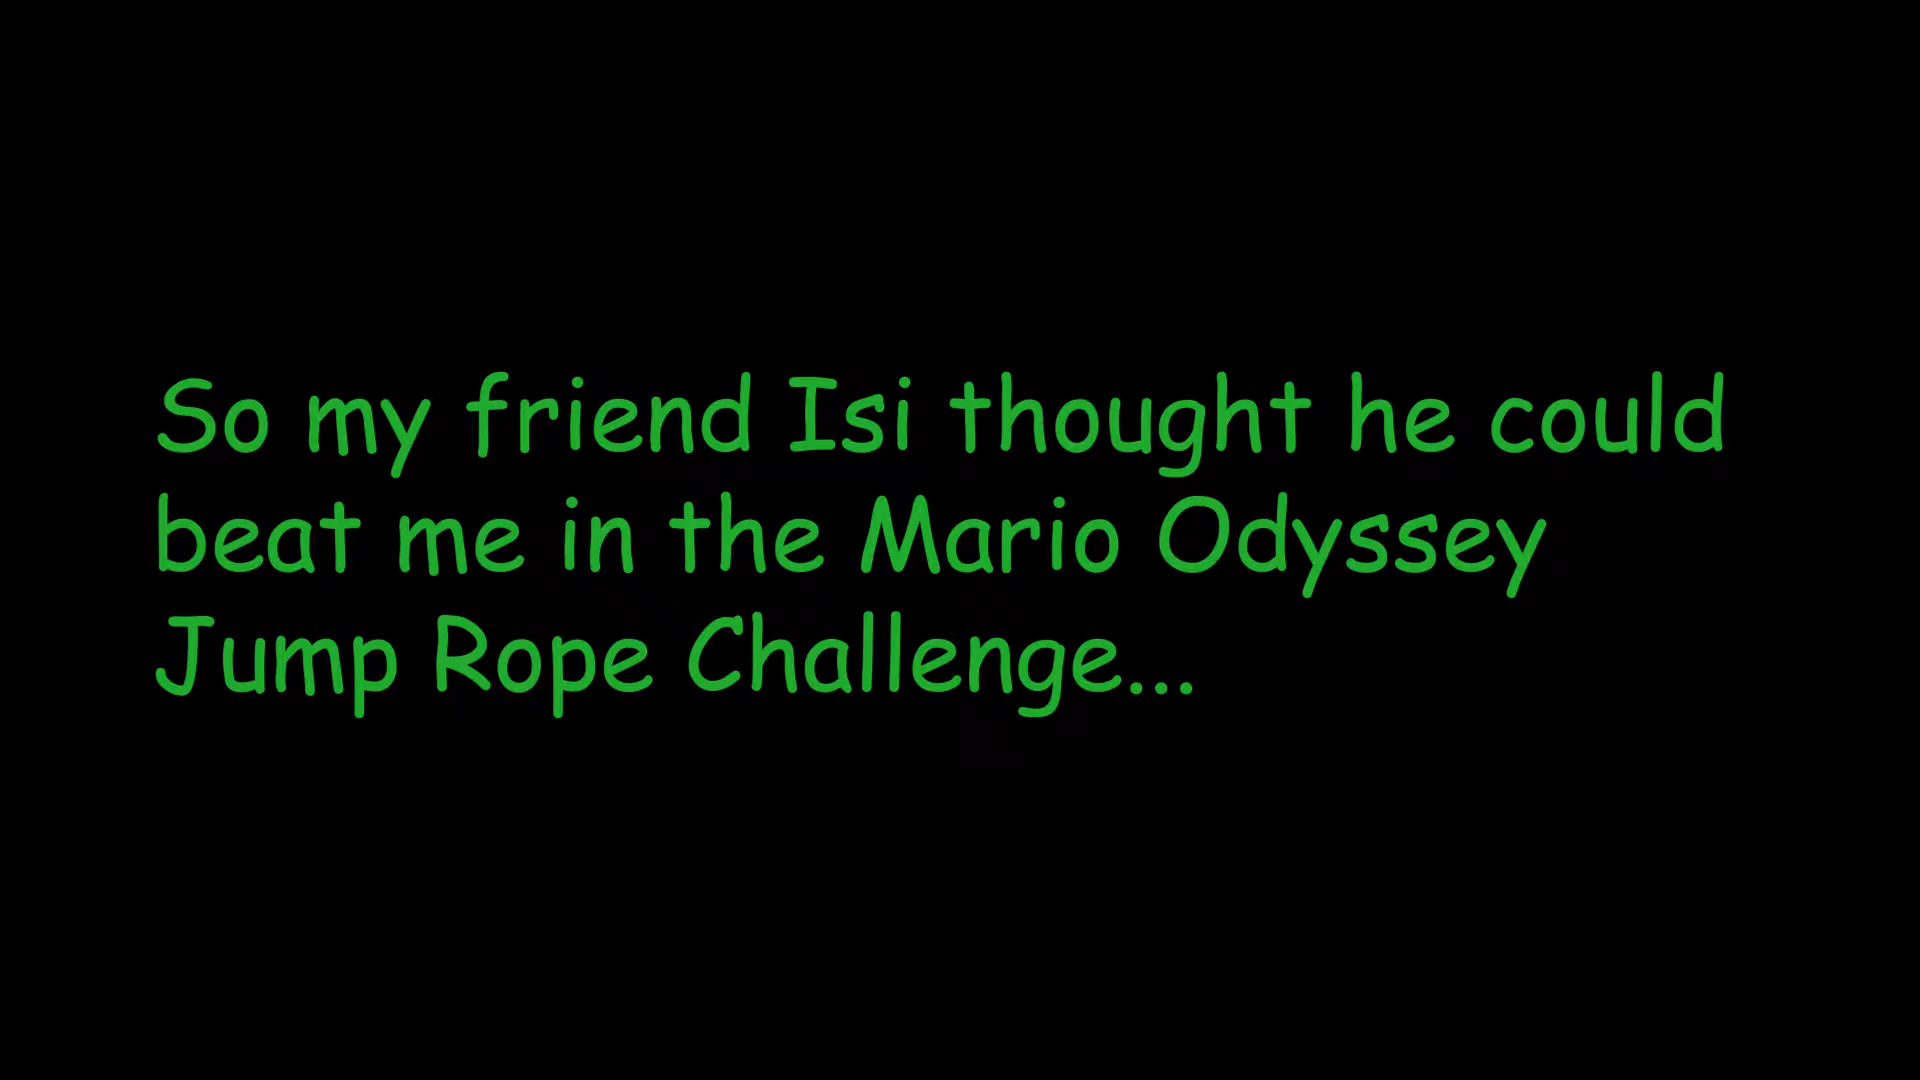 So my friend Isi thought he could
beat me in the Mario Odyssey
Jump Rope Challenge...